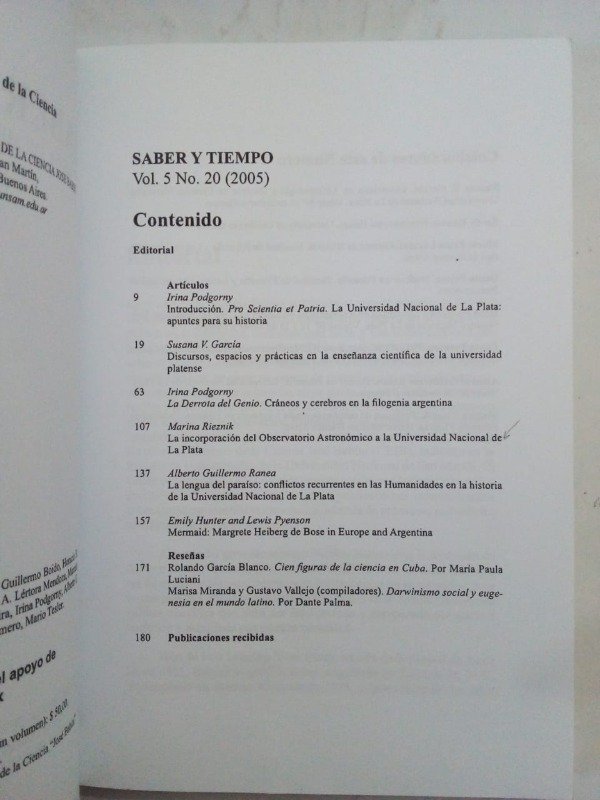 de la Ciencia
DE LA CIENCIA JOSÉ
an Martín,
Buenos Aires.
unsam.edu.ar
Guillermo Boido,
A. Lértora Mendoza,
ra, Irina Podgorny,
mero, Mario Tesler.
l apoyo de
x
n volumen): $ 50,00
de la Ciencia "José Babini"
SABER Y TIEMPO
Vol. 5 No. 20 (2005)
Contenido
Editorial
Artículos
9 Irina Podgorny
Introducción. Pro Scientia et Patria. La Universidad Nacional de La Plata:
apuntes para su historia
19 Susana V. García
Discursos, espacios y prácticas en la enseñanza científica de la universidad
platense
63 Irina Podgorny
La Derrota del Genio. Cráneos y cerebros en la filogenia argentina
107 Marina Rieznik
La incorporación del Observatorio Astronómico a la Universidad Nacional de
La Plata
137 Alberto Guillermo Ranea
La lengua del paraíso: conflictos recurrentes en las Humanidades en la historia
de la Universidad Nacional de La Plata
157 Emily Hunter and Lewis Pyenson
Mermaid: Margrete Heiberg de Bose in Europe and Argentina
Reseñas
171 Rolando García Blanco. Cien figuras de la ciencia en Cuba. Por María Paula
Luciani
Marisa Miranda y Gustavo Vallejo (compiladores). Darwinismo social y euge-
nesia en el mundo latino. Por Dante Palma.
180 Publicaciones recibidas